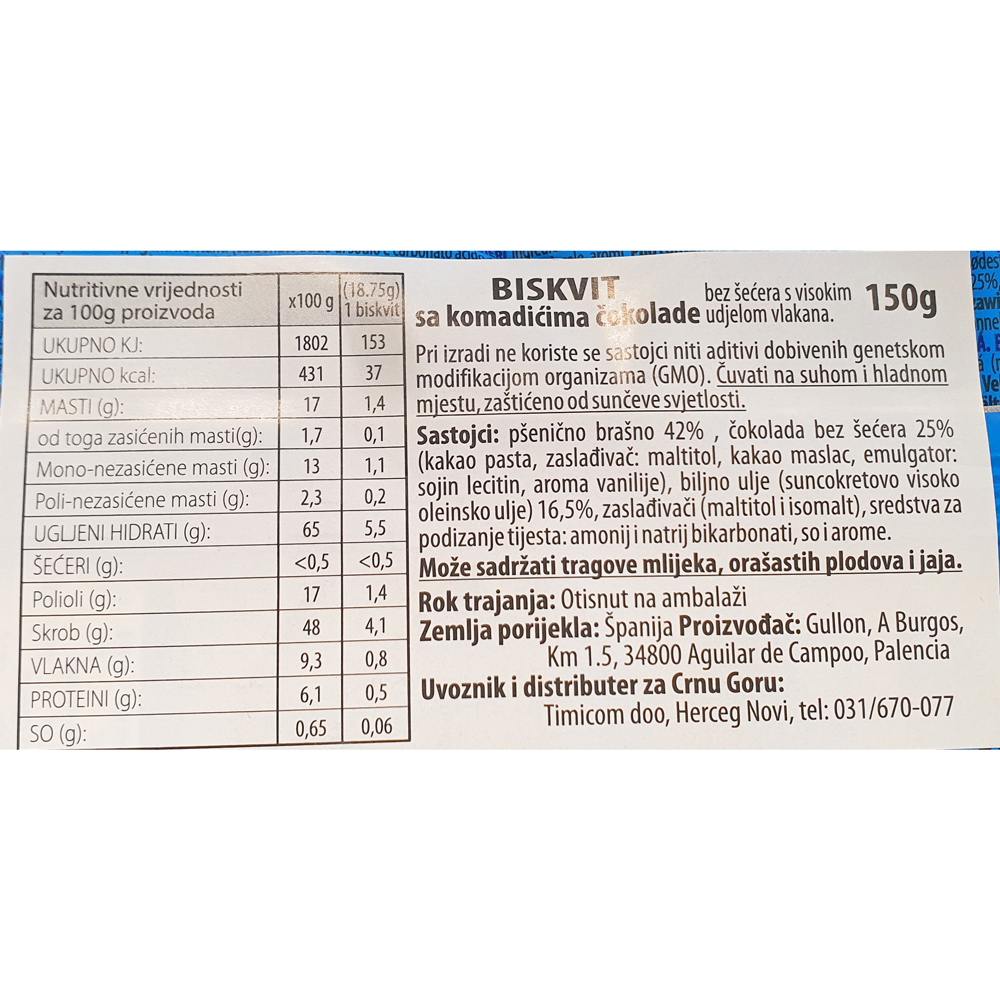 Nutritivne vrijednosti
za 100g proizvoda
x100 g
(18.75g)
1 biskvit
UKUPNO KJ: 1802 153
UKUPNO kcal: 431 37
MASTI (g): 17 1,4
od toga zasićenih masti(g): 1,7 0,1
Mono-nezasićene masti (g): 13 1,1
Poli-nezasićene masti (g): 2,3 0,2
UGLJENI HIDRATI (g): 65 5,5
ŠEĆERI (g): <0,5 <0,5
Polioli (g): 17 1,4
Skrob (g): 48 4,1
VLAKNA (g): 9,3 0,8
PROTEINI (g): 6,1 0,5
SO (g): 0,65 0,06
BISKVIT
sa komadićima čokolade
bez šećera s visokim
udjelom vlakana.
150g
Pri izradi ne koriste se sastojci niti aditivi dobivenih genetskom
modifikacijom organizama (GMO). Čuvati na suhom i hladnom
mjestu, zaštićeno od sunčeve svjetlosti.
Sastojci: pšenično brašno 42% , čokolada bez šećera 25%
(kakao pasta, zaslađivač: maltitol, kakao maslac, emulgator:
sojin lecitin, aroma vanilije), biljno ulje (suncokretovo visoko
oleinsko ulje) 16,5%, zaslađivači (maltitol i isomalt), sredstva za
podizanje tijesta: amonij i natrij bikarbonati, so i arome.
Može sadržati tragove mlijeka, orašastih plodova i jaja.
Rok trajanja: Otisnut na ambalaži
Zemlja porijekla: Španija Proizvođač: Gullon, A Burgos,
Km 1.5, 34800 Aguilar de Campoo, Palencia
Uvoznik i distributer za Crnu Goru:
Timicom doo, Herceg Novi, tel: 031/670-077